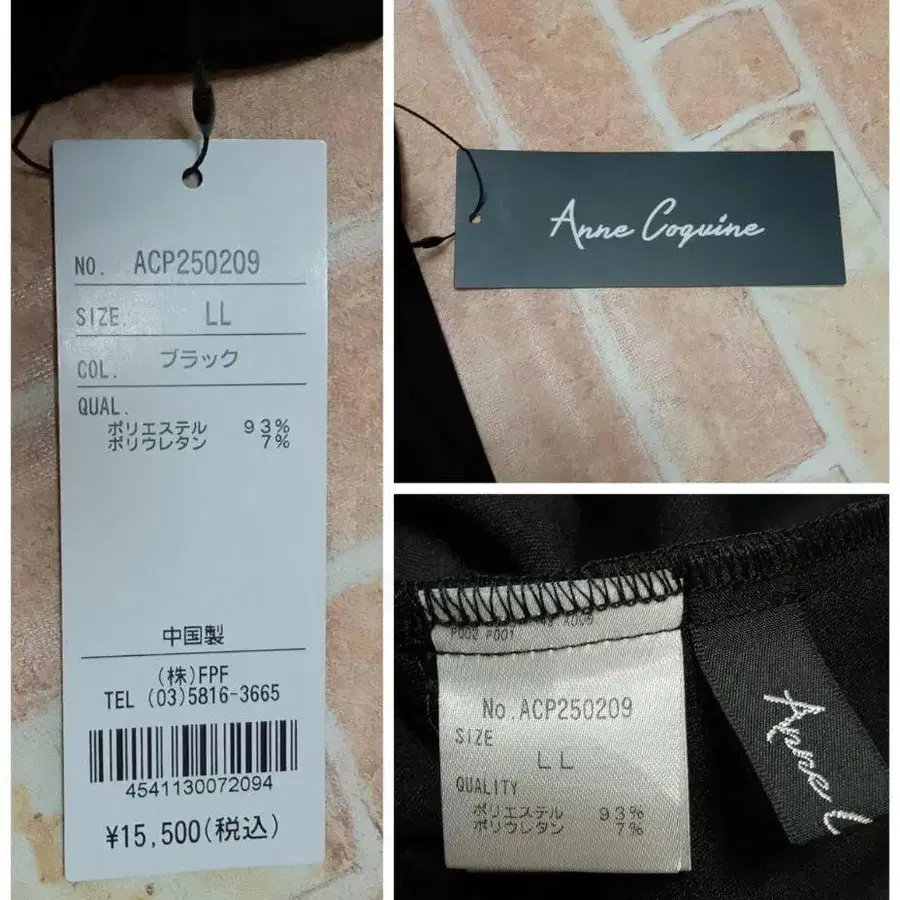 NO. ACP250209
SIZE. LL
COL. ブラック
QUAL.
ポリエステル 93%
ポリウレタン 7%
中国製
(株)FPF
TEL (03)5816-3665
4541130072094
¥15,500(税込)
Anne Coquine
P002 P001
No.ACP250209
SIZE
LL
QUALITY
ポリエステル 93%
ポリウレタン 7%
Anne